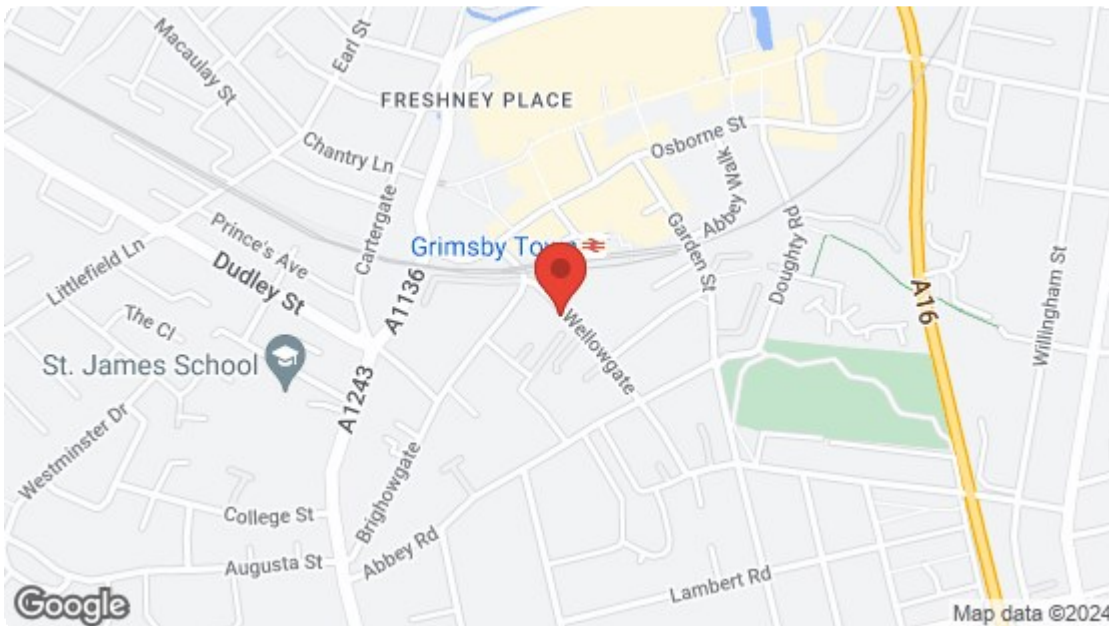 Macaulay St
Earl St
FRESHNEY PLACE
Chantry Ln
Osborne St
Abbey Walk
Cartergate
Prince's Ave
Grimsby Town
Garden St
Doughty Rd
Littlefield Ln
Dudley St
A1136
A16
Willingham St
The Cl
Wellowgate
St. James School
A1243
Westminster Dr
Brighowgate
College St
Augusta St
Abbey Rd
Lambert Rd
Google
Map data ©2024